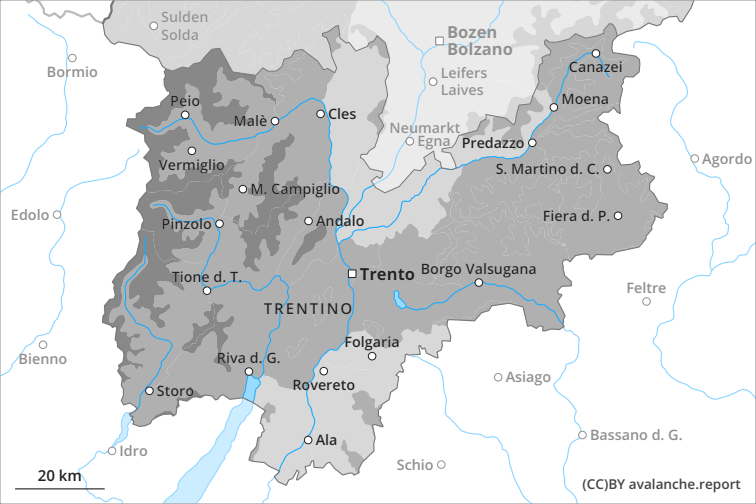 Sulden
Solda
Bozen
Bolzano
Canazei
Bormio
Leifers
Laives
Peio
Moena
Malè
Cles
Neumarkt
Egna
Predazzo
Vermiglio
Agordo
S. Martino d. C.
M. Campiglio
Edolo
Pinzolo
Andalo
Fiera d. P.
Tione d. T.
Trento
Borgo Valsugana
Feltre
TRENTINO
Folgaria
Bienno
Riva d. G.
Rovereto
Asiago
Storo
Ala
Bassano d. G.
Idro
Schio
20 km
(CC)BY avalanche.report